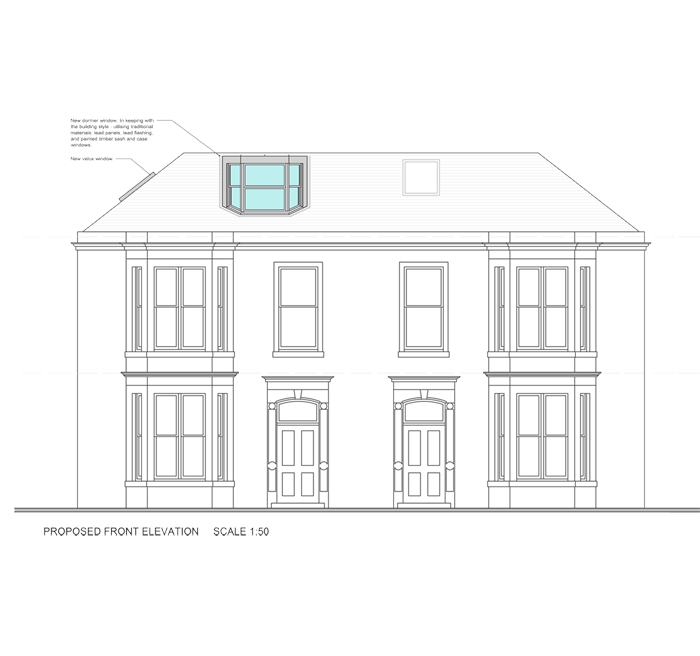 New dormer window. In keeping with
the building style - utilising traditional
materials, lead panels, lead flashing,
and painted timber sash and case
windows.
New velux window
PROPOSED FRONT ELEVATION SCALE 1:50